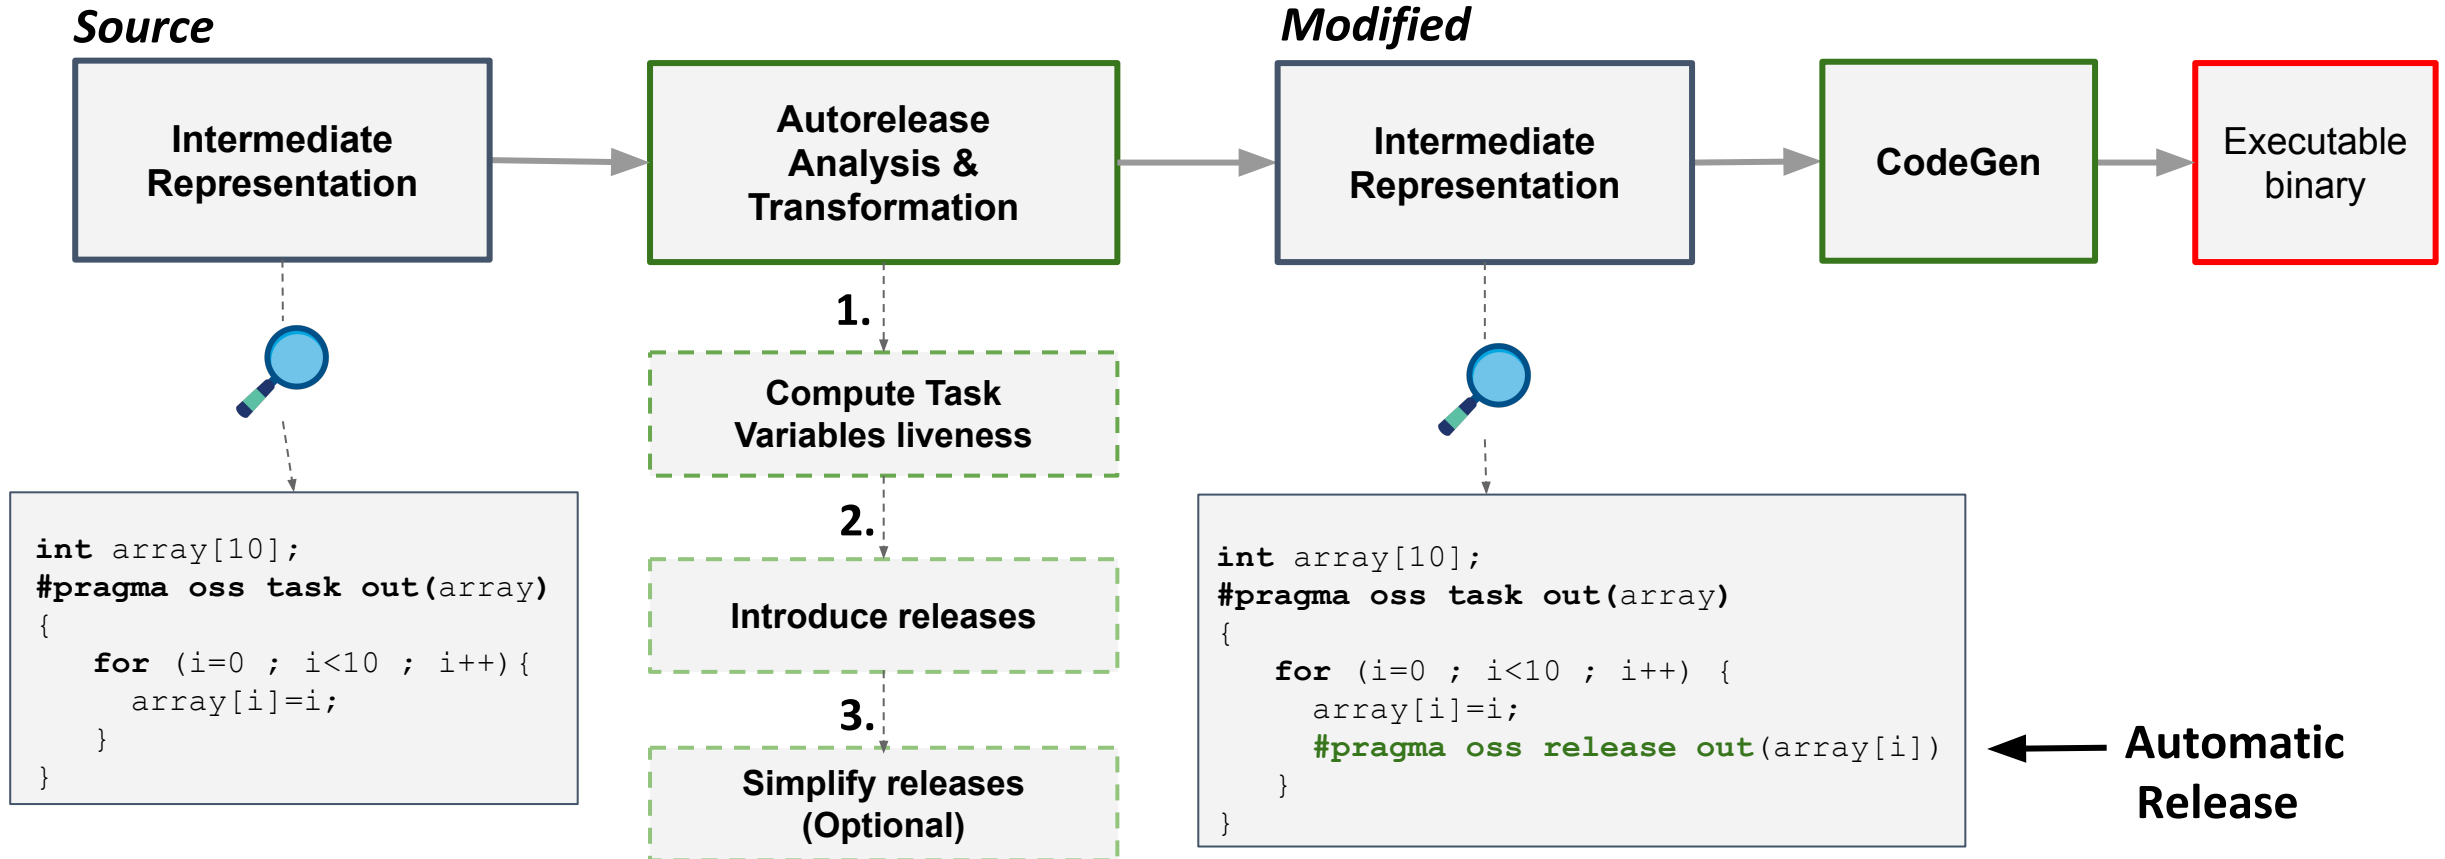 Source
Intermediate
Representation
Autorelease
Analysis &
Transformation
Modified
Intermediate
Representation
CodeGen
Executable
binary
int array[10];
#pragma oss task out(array)
{
for (i=0 ; i<10 ; i++){
array[i]=i;
}
}
1.
Compute Task
Variables liveness
2.
Introduce releases
3.
Simplify releases
(Optional)
int array[10];
#pragma oss task out(array)
{
for (i=0 ; i<10 ; i++) {
array[i]=i;
#pragma oss release out(array[i])
}
}
Automatic
Release